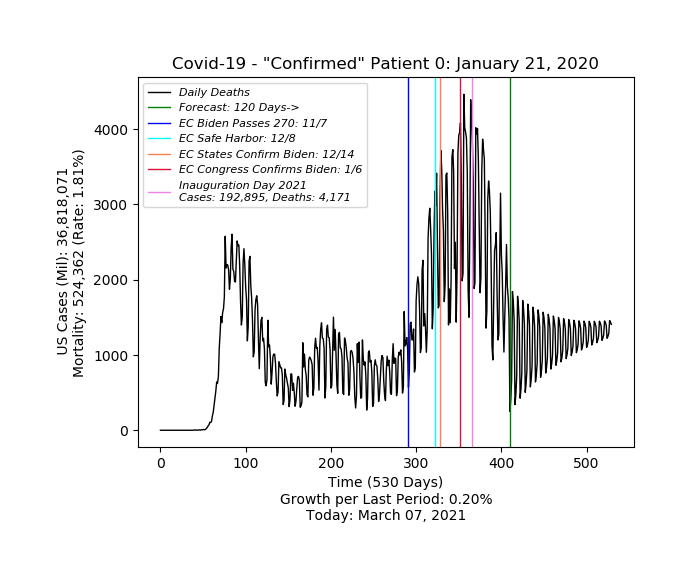 Covid-19 - "Confirmed" Patient 0: January 21, 2020
Daily Deaths
Forecast: 120 Days->
EC Biden Passes 270: 11/7
EC Safe Harbor: 12/8
EC States Confirm Biden: 12/14
EC Congress Confirms Biden: 1/6
Inauguration Day 2021
Cases: 192,895, Deaths: 4,171
US Cases (Mil): 36,818,071
Mortality: 524,362 (Rate: 1.81%)
4000
3000
2000
1000
0
0 100 200 300 400 500
Time (530 Days)
Growth per Last Period: 0.20%
Today: March 07, 2021